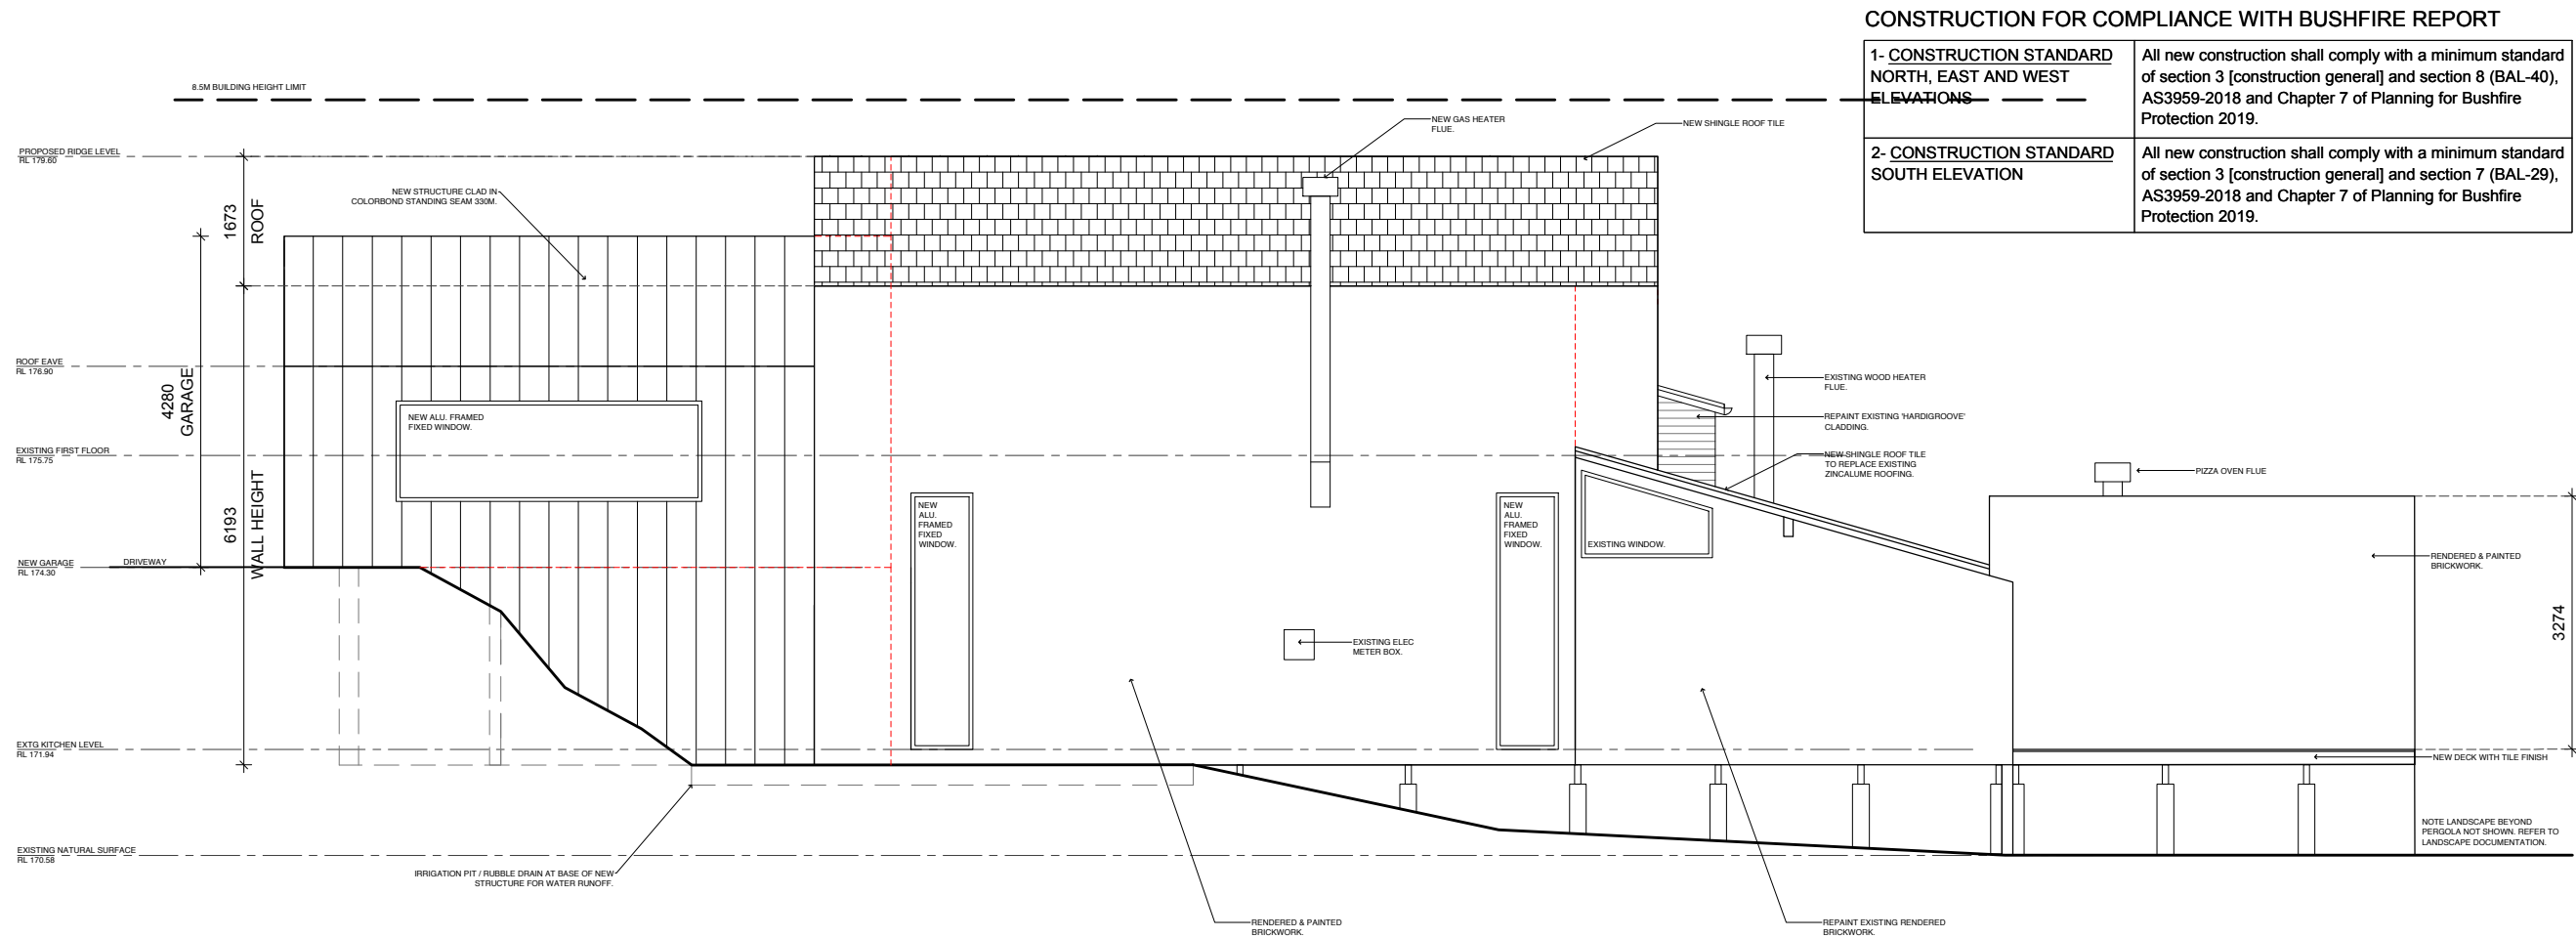 CONSTRUCTION FOR COMPLIANCE WITH BUSHFIRE REPORT
1- CONSTRUCTION STANDARD
NORTH, EAST AND WEST
ELEVATIONS
All new construction shall comply with a minimum standard
of section 3 [construction general] and section 8 (BAL-40),
AS3959-2018 and Chapter 7 of Planning for Bushfire
Protection 2019.
2- CONSTRUCTION STANDARD
SOUTH ELEVATION
All new construction shall comply with a minimum standard
of section 3 [construction general] and section 7 (BAL-29),
AS3959-2018 and Chapter 7 of Planning for Bushfire
Protection 2019.
8.5M BUILDING HEIGHT LIMIT
NEW GAS HEATER
FLUE.
NEW SHINGLE ROOF TILE
PROPOSED RIDGE LEVEL
RL 179.60
1673
ROOF
NEW STRUCTURE CLAD IN
COLORBOND STANDING SEAM 330M.
ROOF EAVE
RL 176.90
4280
GARAGE
NEW ALU. FRAMED
FIXED WINDOW.
EXISTING WOOD HEATER
FLUE.
REPAINT EXISTING 'HARDIGROOVE'
CLADDING.
EXISTING FIRST FLOOR
RL 175.75
NEW SHINGLE ROOF TILE
TO REPLACE EXISTING
ZINCALUME ROOFING.
PIZZA OVEN FLUE
6193
WALL HEIGHT
NEW
ALU.
FRAMED
FIXED
WINDOW.
NEW
ALU.
FRAMED
FIXED
WINDOW.
EXISTING WINDOW.
RENDERED & PAINTED
BRICKWORK.
NEW GARAGE
RL 174.30
DRIVEWAY
3274
EXISTING ELEC
METER BOX.
EXTG KITCHEN LEVEL
RL 171.94
NEW DECK WITH TILE FINISH
NOTE LANDSCAPE BEYOND
PERGOLA NOT SHOWN. REFER TO
LANDSCAPE DOCUMENTATION.
EXISTING NATURAL SURFACE
RL 170.58
IRRIGATION PIT / RUBBLE DRAIN AT BASE OF NEW
STRUCTURE FOR WATER RUNOFF.
RENDERED & PAINTED
BRICKWORK.
REPAINT EXISTING RENDERED
BRICKWORK.